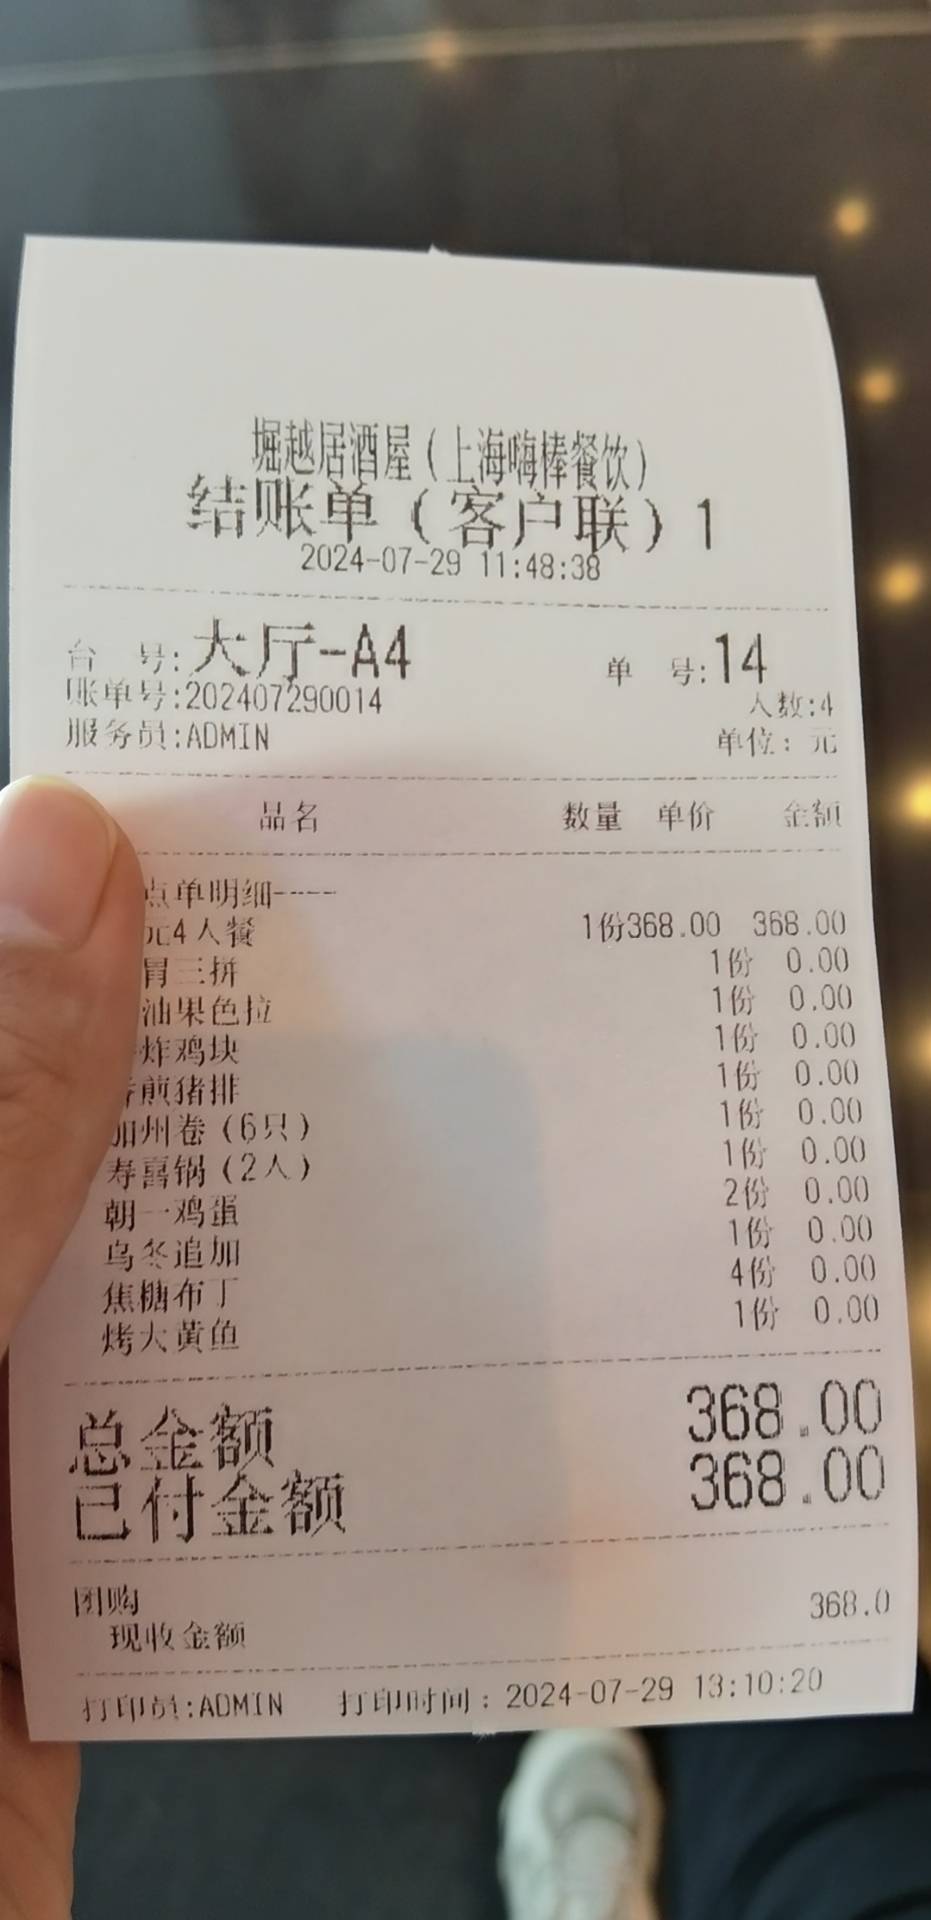 堀越居酒屋(上海嗨棒餐饮)
结账单(客户联)1
2024-07-29 11:48:38
台 号:大厅-A4 单 号:14
账单号:202407290014 人数:4
服务员:ADMIN 单位: 元
品名 数量 单价 金额
点单明细-----
元4人餐 1份368.00 368.00
胃三拼 1份 0.00
油果色拉 1份 0.00
炸鸡块 1份 0.00
香煎猪排 1份 0.00
加州卷(6只) 1份 0.00
寿喜锅(2人) 1份 0.00
朝一鸡蛋 2份 0.00
乌冬追加 1份 0.00
焦糖布丁 4份 0.00
烤大黄鱼 1份 0.00
总金额 368.00
已付金额 368.00
团购 368.0
现收金额
打印员:ADMIN 打印时间: 2024-07-29 13:10:20